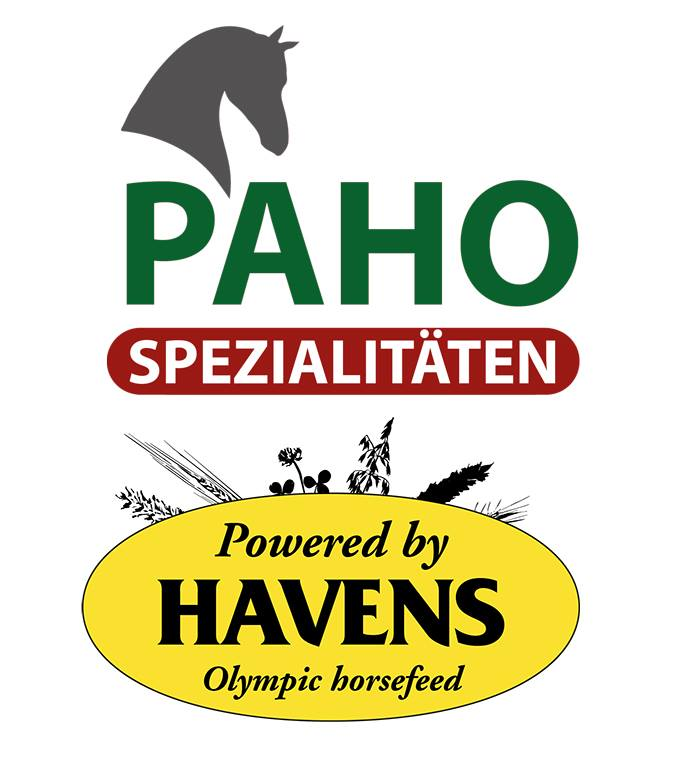 PAHO
SPEZIALITÄTEN
Powered by
HAVENS
Olympic horsefeed